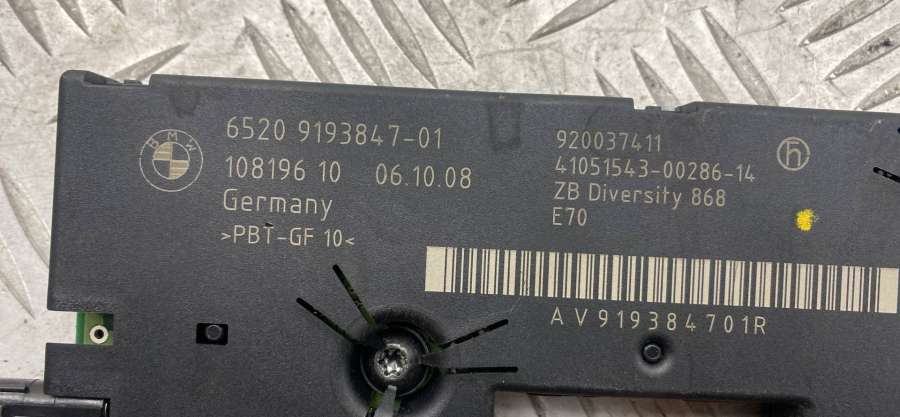 BMW
6520 9193847-01
108196 10 06.10.08
Germany
>PBT-GF 10<
920037411
41051543-00286-14
ZB Diversity 868
E70
h
AV919384701R